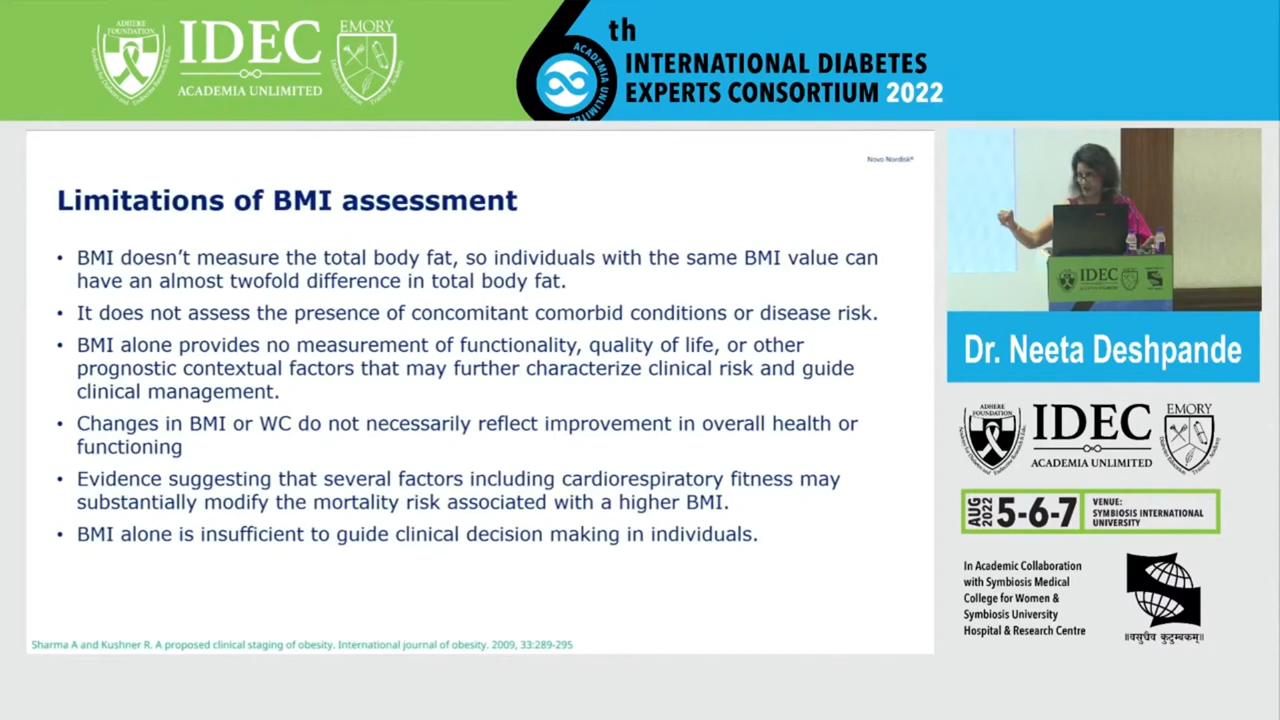 ADHERE
FOUNDATION
IDEC
ACADEMIA UNLIMITED
EMORY
6th
ACADEMIA UNLIMITED
INTERNATIONAL DIABETES
EXPERTS CONSORTIUM 2022
Novo Nordisk®
Limitations of BMI assessment
• BMI doesn’t measure the total body fat, so individuals with the same BMI value can
have an almost twofold difference in total body fat.
• It does not assess the presence of concomitant comorbid conditions or disease risk.
• BMI alone provides no measurement of functionality, quality of life, or other
prognostic contextual factors that may further characterize clinical risk and guide
clinical management.
• Changes in BMI or WC do not necessarily reflect improvement in overall health or
functioning
• Evidence suggesting that several factors including cardiorespiratory fitness may
substantially modify the mortality risk associated with a higher BMI.
• BMI alone is insufficient to guide clinical decision making in individuals.
Sharma A and Kushner R. A proposed clinical staging of obesity. International journal of obesity. 2009, 33:289-295
IDEC
Dr. Neeta Deshpande
ADHERE
FOUNDATION
IDEC
ACADEMIA UNLIMITED
EMORY
AUG
2022
5-6-7
VENUE:
SYMBIOSIS INTERNATIONAL
UNIVERSITY
In Academic Collaboration
with Symbiosis Medical
College for Women &
Symbiosis University
Hospital & Research Centre
॥वसुधैव कुटुम्बकम्॥